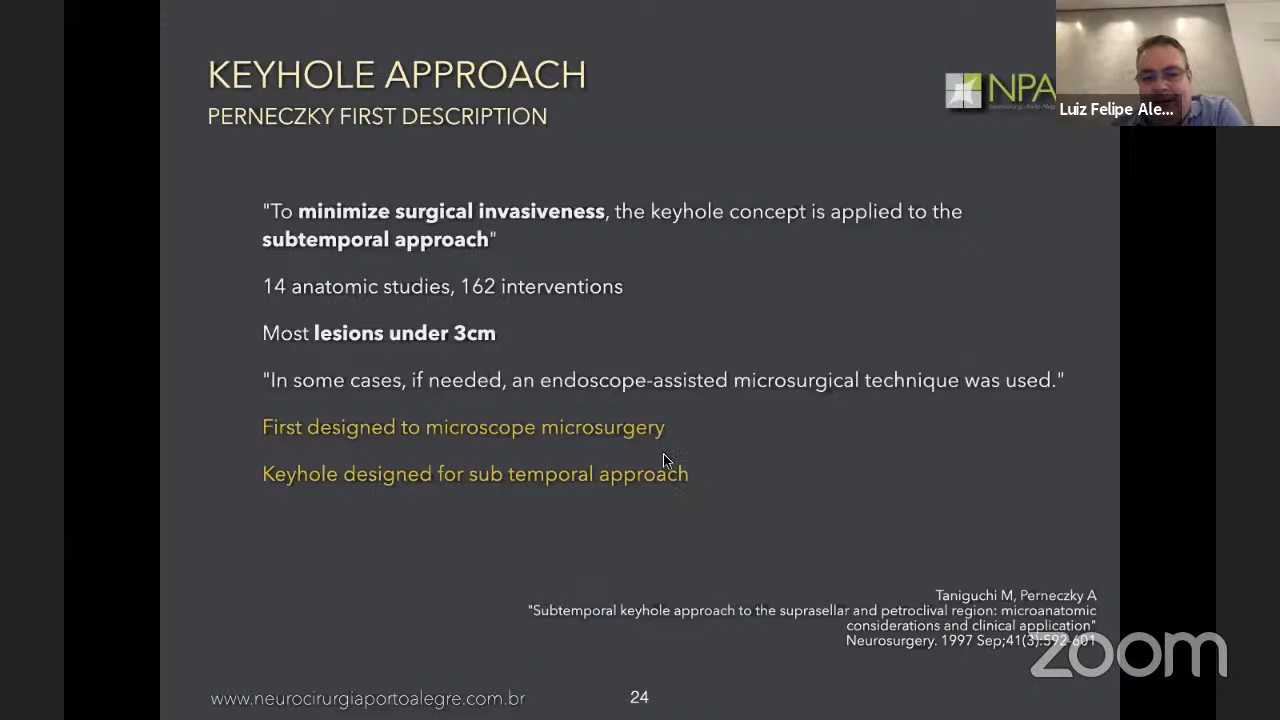 KEYHOLE APPROACH
PERNECZKY FIRST DESCRIPTION
NPA
Luiz Felipe Ale...
"To minimize surgical invasiveness, the keyhole concept is applied to the
subtemporal approach"
14 anatomic studies, 162 interventions
Most lesions under 3cm
"In some cases, if needed, an endoscope-assisted microsurgical technique was used."
First designed to microscope microsurgery
Keyhole designed for sub temporal approach
Taniguchi M, Perneczky A
"Subtemporal keyhole approach to the suprasellar and petroclival region: microanatomic
considerations and clinical application"
Neurosurgery. 1997 Sep;41(3):592-601
zoom
www.neurocirurgiaportoalegre.com.br
24